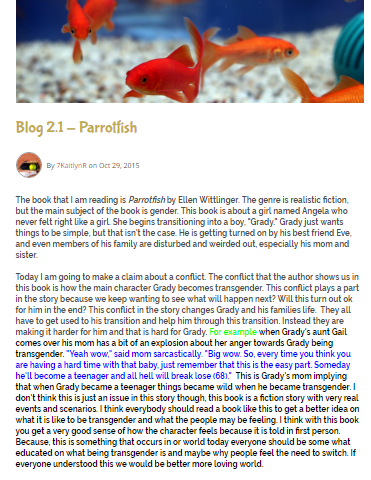 Blog 2.1 – Parrotfish
By 7KaitlynR on Oct 29, 2015
The book that I am reading is Parrotfish by Ellen Wittlinger. The genre is realistic fiction,
but the main subject of the book is gender. This book is about a girl named Angela who
never felt right like a girl. She begins transitioning into a boy, "Grady." Grady just wants
things to be simple, but that isn't the case. He is getting turned on by his best friend Eve,
and even members of his family are disturbed and weirded out, especially his mom and
sister.
Today I am going to make a claim about a conflict. The conflict that the author shows us in
this book is how the main character Grady becomes transgender. This conflict plays a part
in the story because we keep wanting to see what will happen next? Will this turn out ok
for him in the end? This conflict in the story changes Grady and his families life.  They all
have to get used to his transition and help him through this transition. Instead they are
making it harder for him and that is hard for Grady. For example when Grady's aunt Gail
comes over his mom has a bit of an explosion about her anger towards Grady being
transgender. "Yeah wow," said mom sarcastically. "Big wow. So, every time you think you
are having a hard time with that baby, just remember that this is the easy part. Someday
he'll become a teenager and all hell will break lose (68)."  This is Grady's mom implying
that when Grady became a teenager things became wild when he became transgender. I
don't think this is just an issue in this story though, this book is a fiction story with very real
events and scenarios. I think everybody should read a book like this to get a better idea on
what it is like to be transgender and what the people may be feeling. I think with this book
you get a very good sense of how the character feels because it is told in first person.
Because, this is something that occurs in or world today everyone should be some what
educated on what being transgender is and maybe why people feel the need to switch. If
everyone understood this we would be better more loving world.